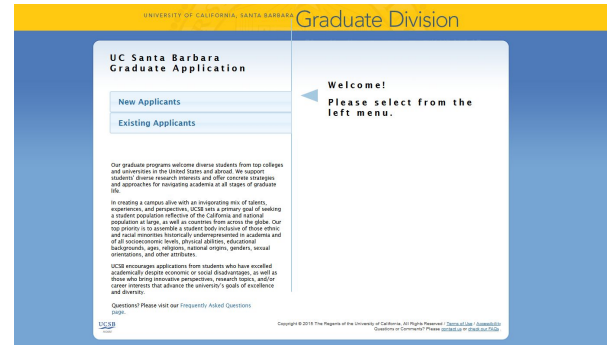 UNIVERSITY OF CALIFORNIA, SANTA BARBARA Graduate Division
UC Santa Barbara
Graduate Application
New Applicants
Existing Applicants
Welcome!
Please select from the
left menu.
Our graduate programs welcome diverse students from top colleges
and universities in the United States and abroad. We support
students' diverse research interests and offer concrete strategies
and approaches for navigating academia at all stages of graduate
life.
In creating a campus alive with an invigorating mix of talents,
experiences, and perspectives, UCSB sets a primary goal of seeking
a student population reflective of the California and national
population at large, as well as countries from across the globe. Our
top priority is to assemble a student body inclusive of those ethnic
and racial minorities historically underrepresented in academia and
of all socioeconomic levels, physical abilities, educational
backgrounds, ages, religions, national origins, genders, sexual
orientations, and other attributes.
UCSB encourages applications from students who have excelled
academically despite economic or social disadvantages, as well as
those who bring innovative perspectives, research topics, and/or
career interests that advance the university's goals of excellence
and diversity.
Questions? Please visit our Frequently Asked Questions
page.
UCSB
Copyright © 2015 The Regents of the University of California, All Rights Reserved | Terms of Use | Accessibility
Questions or Comments? Please contact us or check our FAQs.